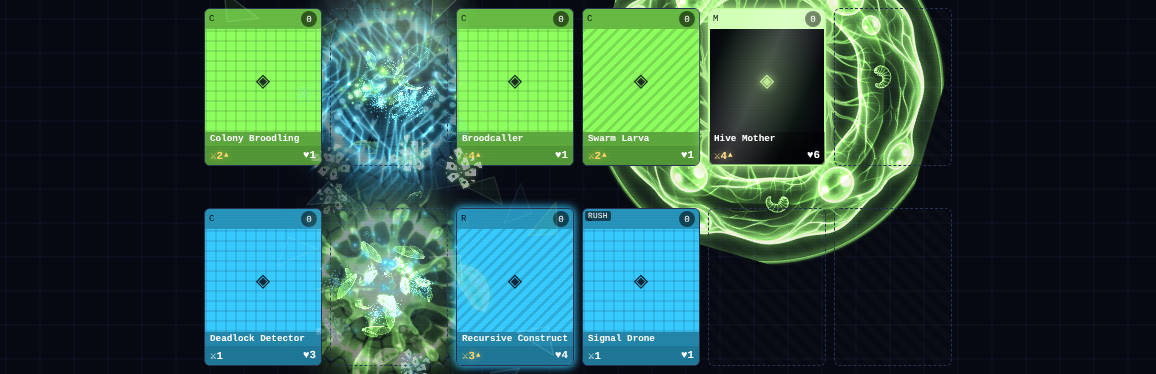 C 0 C 0 C 0 M 0
Colony Broodling Broodcaller Swarm Larva Hive Mother
⚔2▲ ♥1 ⚔4▲ ♥1 ⚔2▲ ♥1 ⚔4▲ ♥6
C 0 R 0 RUSH 0
Deadlock Detector Recursive Construct Signal Drone
⚔1 ♥3 ⚔3▲ ♥4 ⚔1 ♥1